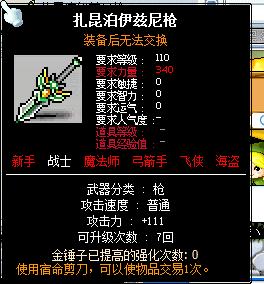 扎昆泊伊兹尼枪
装备后无法交换
要求等级: 110
要求力量: 340
要求敏捷: 0
要求智力: 0
要求运气: 0
要求人气度: -
道具等级: -
道具经验值: -
新手 战士 魔法师 弓箭手 飞侠 海盗
武器分类: 枪
攻击速度: 普通
攻击力: +111
可升级次数: 7回
金锤子已提高的强化次数: 0
使用宿命剪刀,可以使物品交易1次。